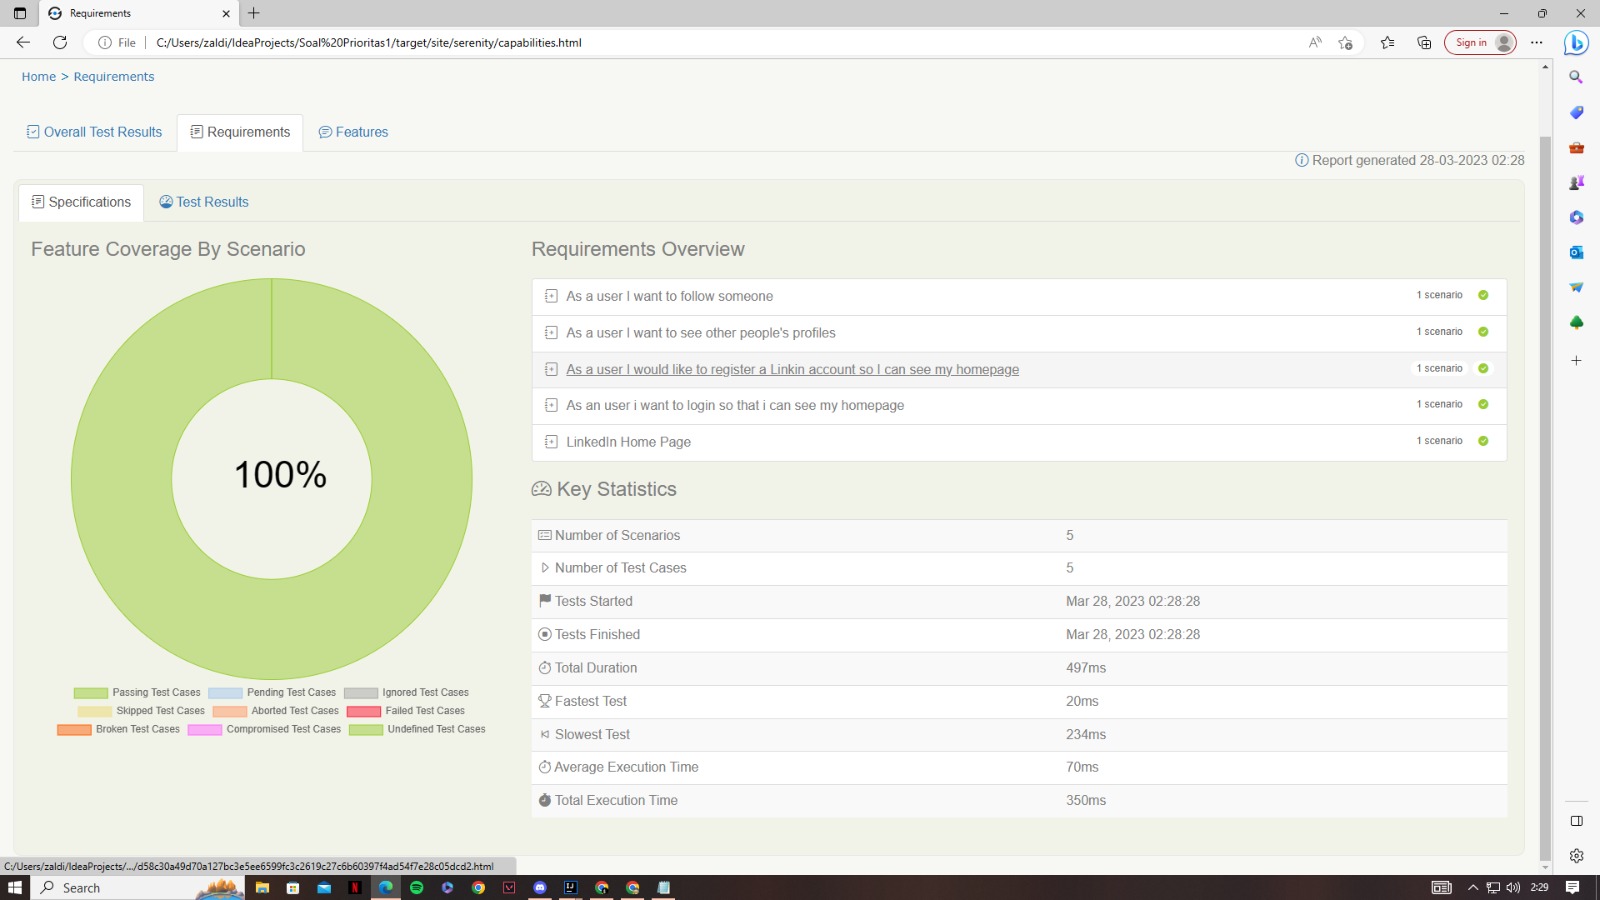 Requirements
File
C:/Users/zaldi/IdeaProjects/Soal%20Prioritas1/target/site/serenity/capabilities.html
Sign in
Home > Requirements
Overall Test Results
Requirements
Features
Report generated 28-03-2023 02:28
Specifications
Test Results
Feature Coverage By Scenario
100%
Passing Test Cases
Pending Test Cases
Ignored Test Cases
Skipped Test Cases
Aborted Test Cases
Failed Test Cases
Broken Test Cases
Compromised Test Cases
Undefined Test Cases
Requirements Overview
As a user I want to follow someone 1 scenario
As a user I want to see other people's profiles 1 scenario
As a user I would like to register a Linkin account so I can see my homepage 1 scenario
As an user i want to login so that i can see my homepage 1 scenario
LinkedIn Home Page 1 scenario
Key Statistics
Number of Scenarios 5
Number of Test Cases 5
Tests Started Mar 28, 2023 02:28:28
Tests Finished Mar 28, 2023 02:28:28
Total Duration 497ms
Fastest Test 20ms
Slowest Test 234ms
Average Execution Time 70ms
Total Execution Time 350ms
C:/Users/zaldi/IdeaProjects/.../d58c30a49d70a127bc3e5ee6599fc3c2619c27c6b60397f4ad54f7e28c05dcd2.html
Search
2:29